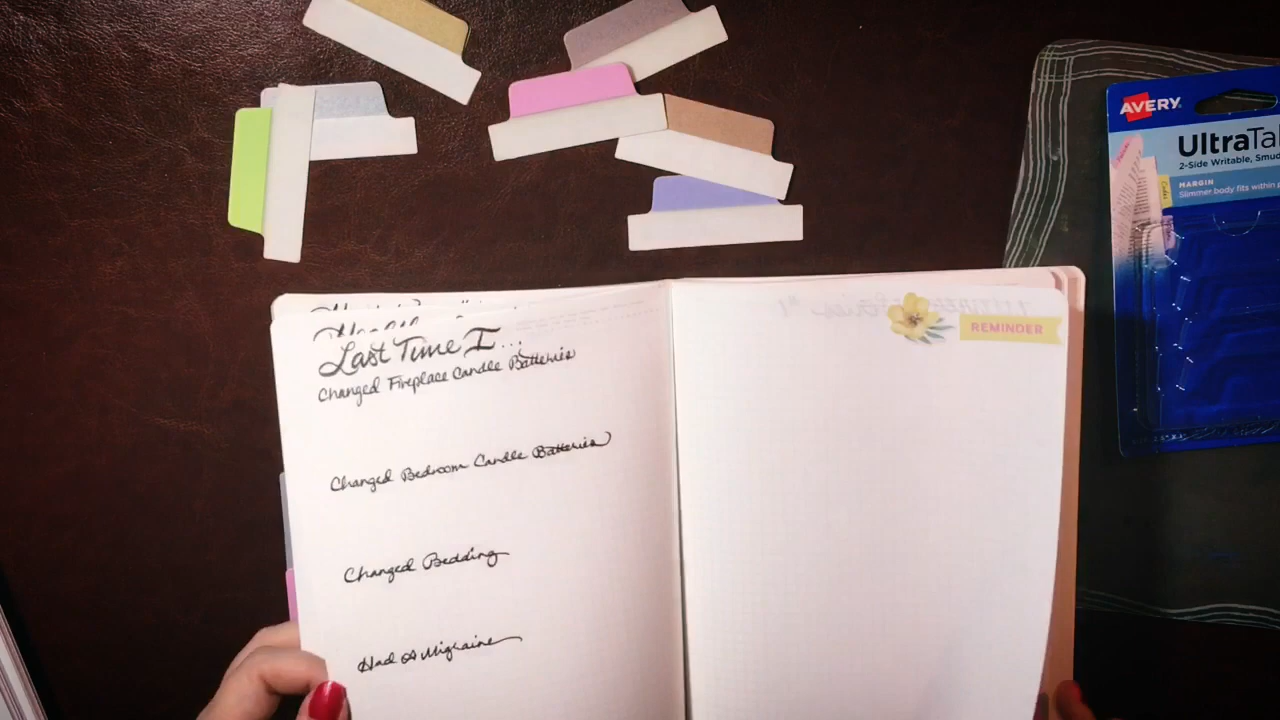 Last Time I...
Changed Fireplace Candle Batteries
Changed Bedroom Candle Batteries
Changed Bedding
Had A Migraine
REMINDER
AVERY
UltraTa
2-Side Writable, Smud
MARGIN
Slimmer body fits within p